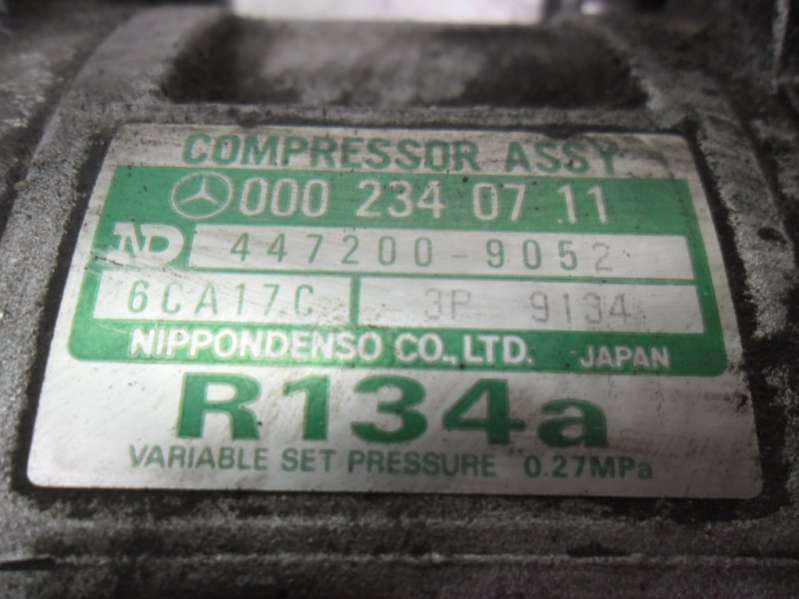 COMPRESSOR ASSY
000 234 07 11
ND 447200-9052
6CA17C 3P 9134
NIPPONDENSO CO., LTD. JAPAN
R134a
VARIABLE SET PRESSURE 0.27MPa